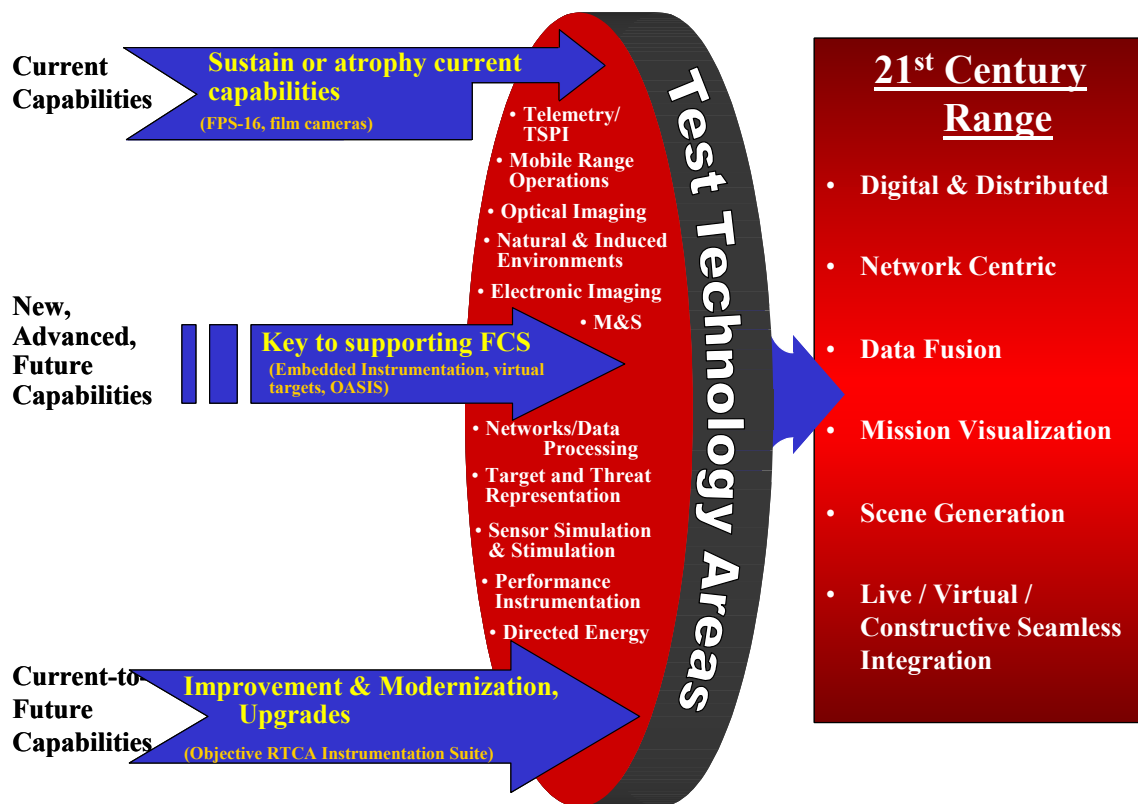 Current
Capabilities
Sustain or atrophy current
capabilities
(FPS-16, film cameras)
New,
Advanced,
Future
Capabilities
Key to supporting FCS
(Embedded Instrumentation, virtual
targets, OASIS)
Current-to-
Future
Capabilities
Improvement & Modernization,
Upgrades
(Objective RTCA Instrumentation Suite)
• Telemetry/
TSPI
• Mobile Range
Operations
• Optical Imaging
• Natural & Induced
Environments
• Electronic Imaging
• M&S
• Networks/Data
Processing
• Target and Threat
Representation
• Sensor Simulation
& Stimulation
• Performance
Instrumentation
• Directed Energy
Test Technology Areas
21st Century
Range
• Digital & Distributed
• Network Centric
• Data Fusion
• Mission Visualization
• Scene Generation
• Live / Virtual /
Constructive Seamless
Integration